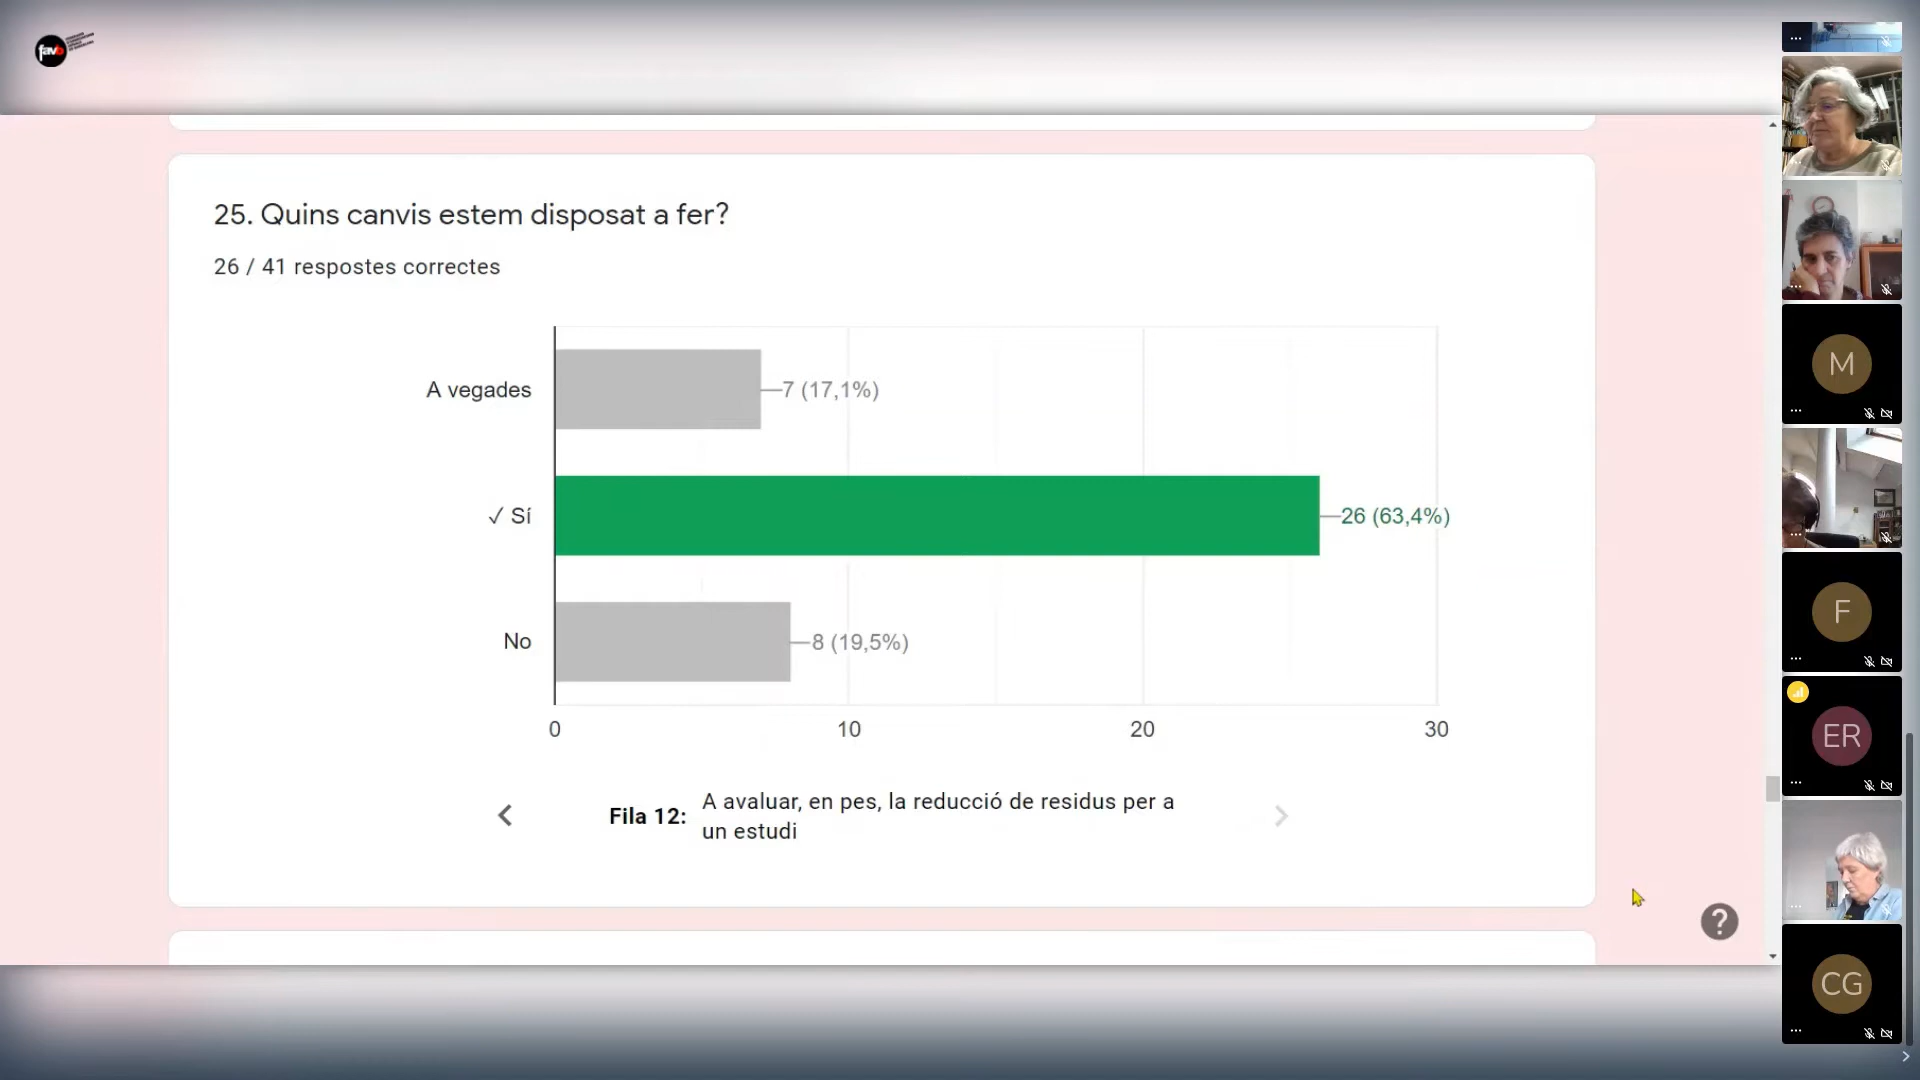 favb
25. Quins canvis estem disposat a fer?
26 / 41 respostes correctes
A vegades
7 (17,1%)
✓ Sí
26 (63,4%)
No
8 (19,5%)
0 10 20 30
Fila 12:
A avaluar, en pes, la reducció de residus per a
un estudi
?
M
F
ER
CG